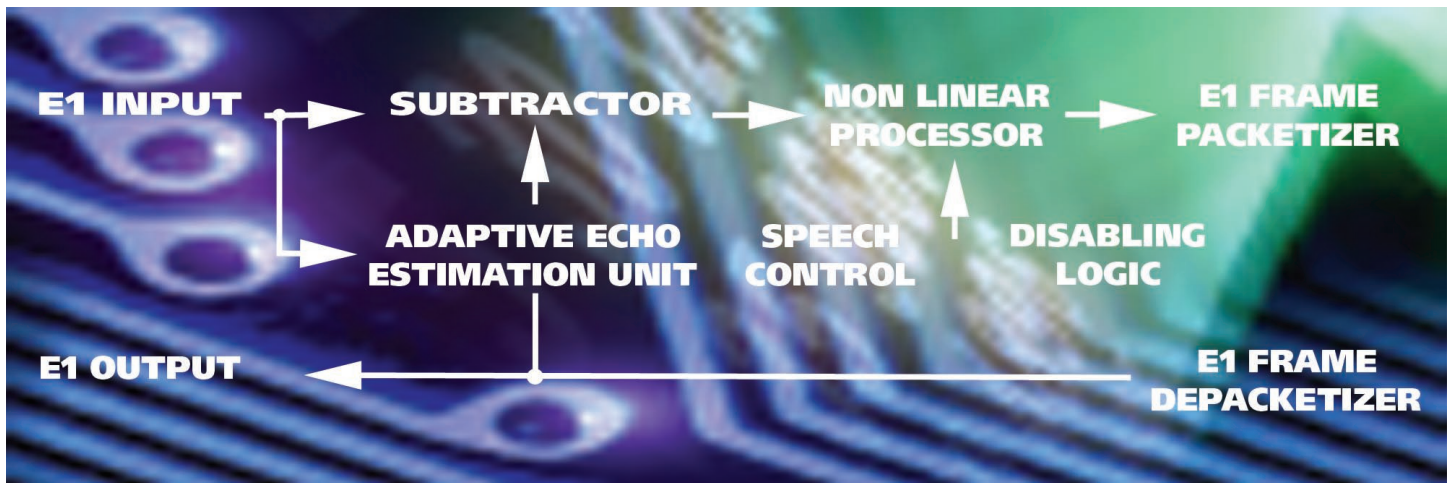 E1 INPUT
SUBTRACTOR
NON LINEAR
PROCESSOR
E1 FRAME
PACKETIZER
ADAPTIVE ECHO
ESTIMATION UNIT
SPEECH
CONTROL
DISABLING
LOGIC
E1 OUTPUT
E1 FRAME
DEPACKETIZER